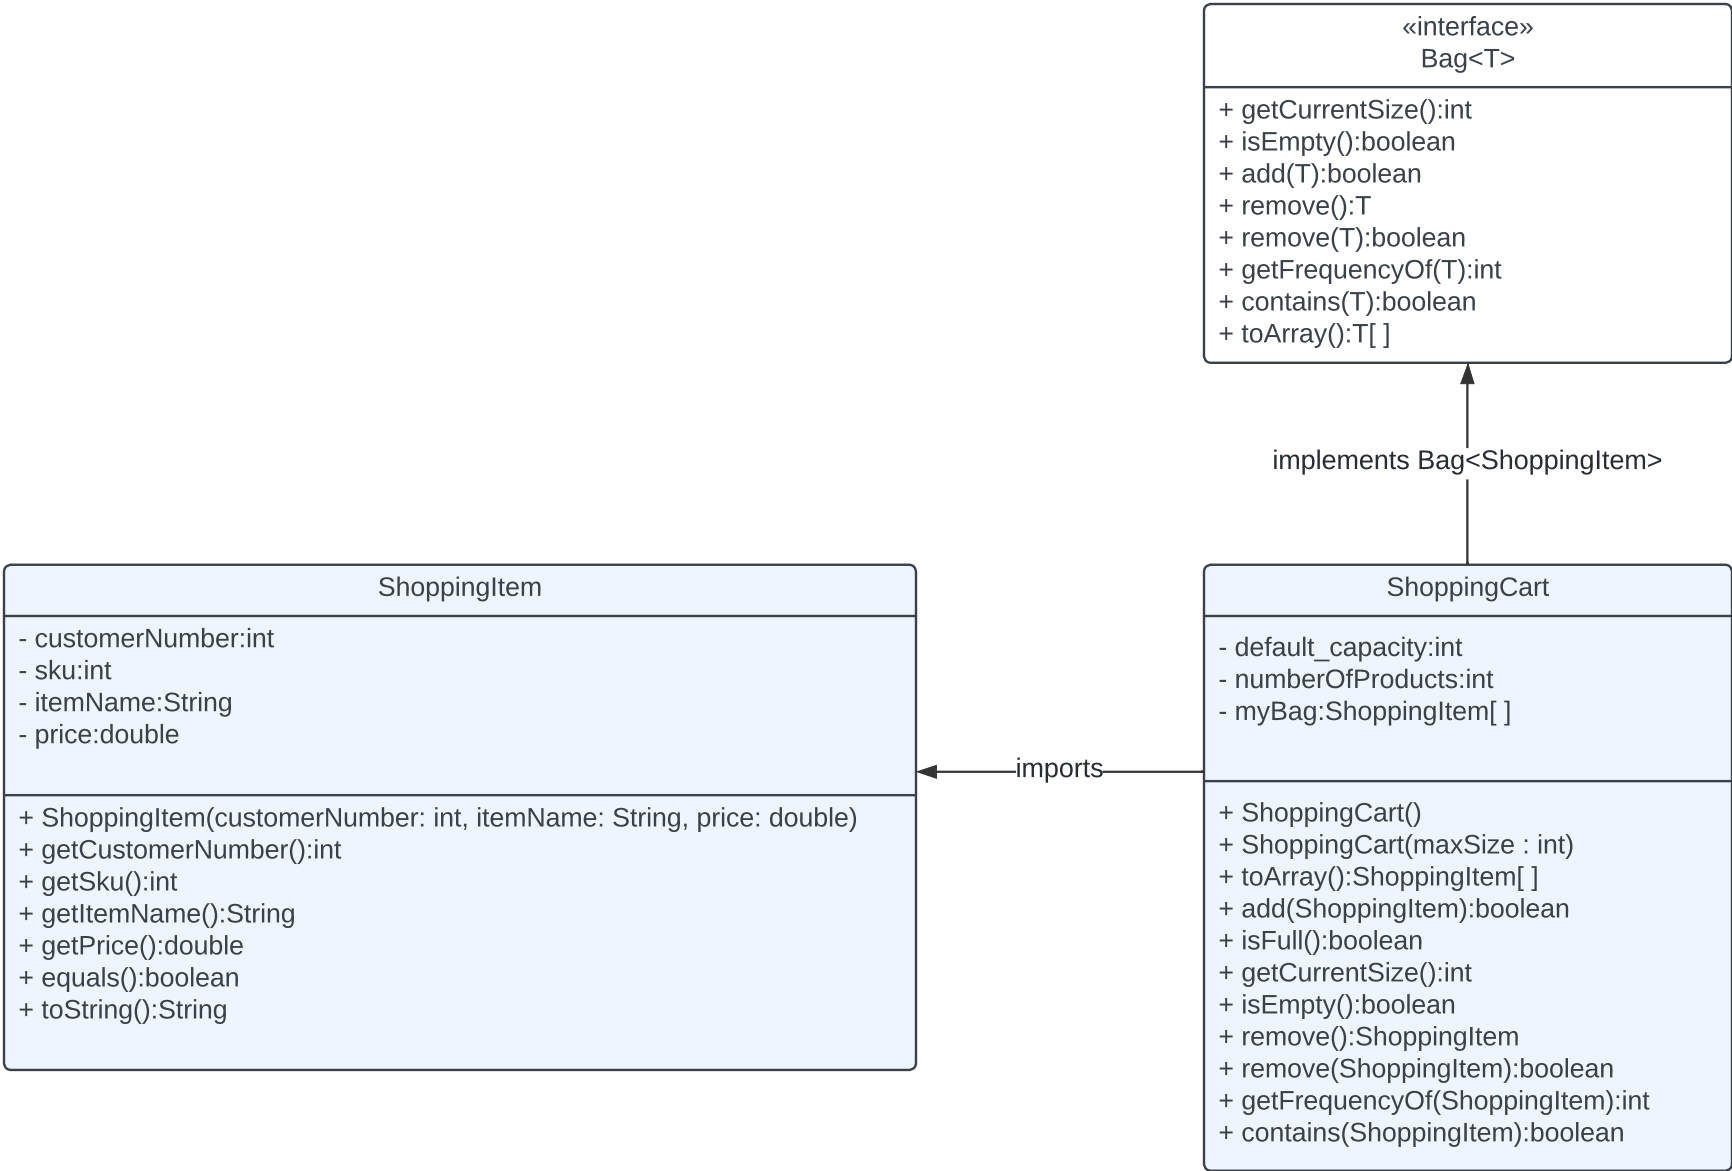 «interface»
Bag<T>
+ getCurrentSize():int
+ isEmpty():boolean
+ add(T):boolean
+ remove():T
+ remove(T):boolean
+ getFrequencyOf(T):int
+ contains(T):boolean
+ toArray():T[ ]
implements Bag<ShoppingItem>
ShoppingItem
- customerNumber:int
- sku:int
- itemName:String
- price:double
+ ShoppingItem(customerNumber: int, itemName: String, price: double)
+ getCustomerNumber():int
+ getSku():int
+ getItemName():String
+ getPrice():double
+ equals():boolean
+ toString():String
imports
ShoppingCart
- default_capacity:int
- numberOfProducts:int
- myBag:ShoppingItem[ ]
+ ShoppingCart()
+ ShoppingCart(maxSize : int)
+ toArray():ShoppingItem[ ]
+ add(ShoppingItem):boolean
+ isFull():boolean
+ getCurrentSize():int
+ isEmpty():boolean
+ remove():ShoppingItem
+ remove(ShoppingItem):boolean
+ getFrequencyOf(ShoppingItem):int
+ contains(ShoppingItem):boolean